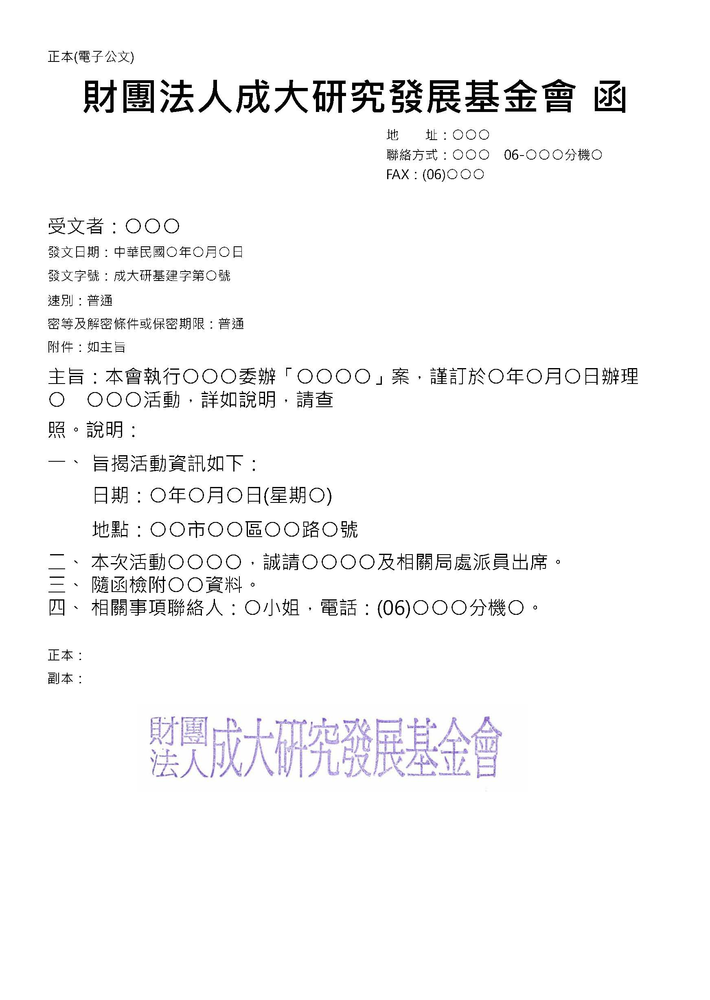 正本(電子公文)
財團法人成大研究發展基金會 函
地　　址：○○○
聯絡方式：○○○　06-○○○分機○
FAX：(06)○○○
受文者：○○○
發文日期：中華民國○年○月○日
發文字號：成大研基建字第○號
速別：普通
密等及解密條件或保密期限：普通
附件：如主旨
主旨：本會執行○○○委辦「○○○○」案，謹訂於○年○月○日辦理
○　○○○活動，詳如說明，請查
照。說明：
一、 旨揭活動資訊如下：
日期：○年○月○日(星期○)
地點：○○市○○區○○路○號
二、 本次活動○○○○，誠請○○○○及相關局處派員出席。
三、 隨函檢附○○資料。
四、 相關事項聯絡人：○小姐，電話：(06)○○○分機○。
正本：
副本：
財團法人成大研究發展基金會